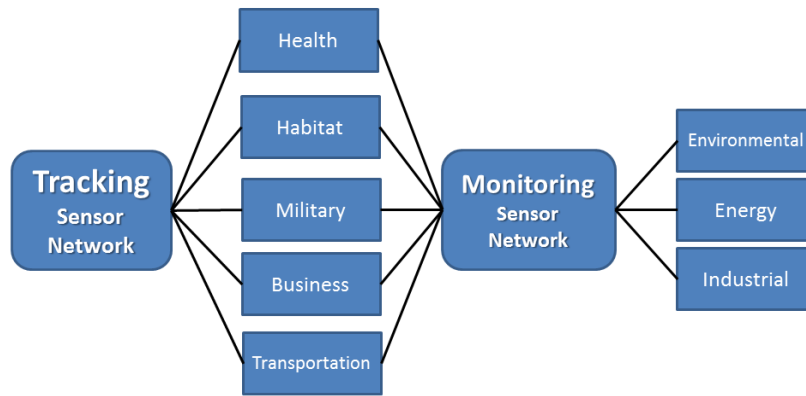 Tracking
Sensor
Network
Health
Habitat
Military
Business
Transportation
Monitoring
Sensor
Network
Environmental
Energy
Industrial